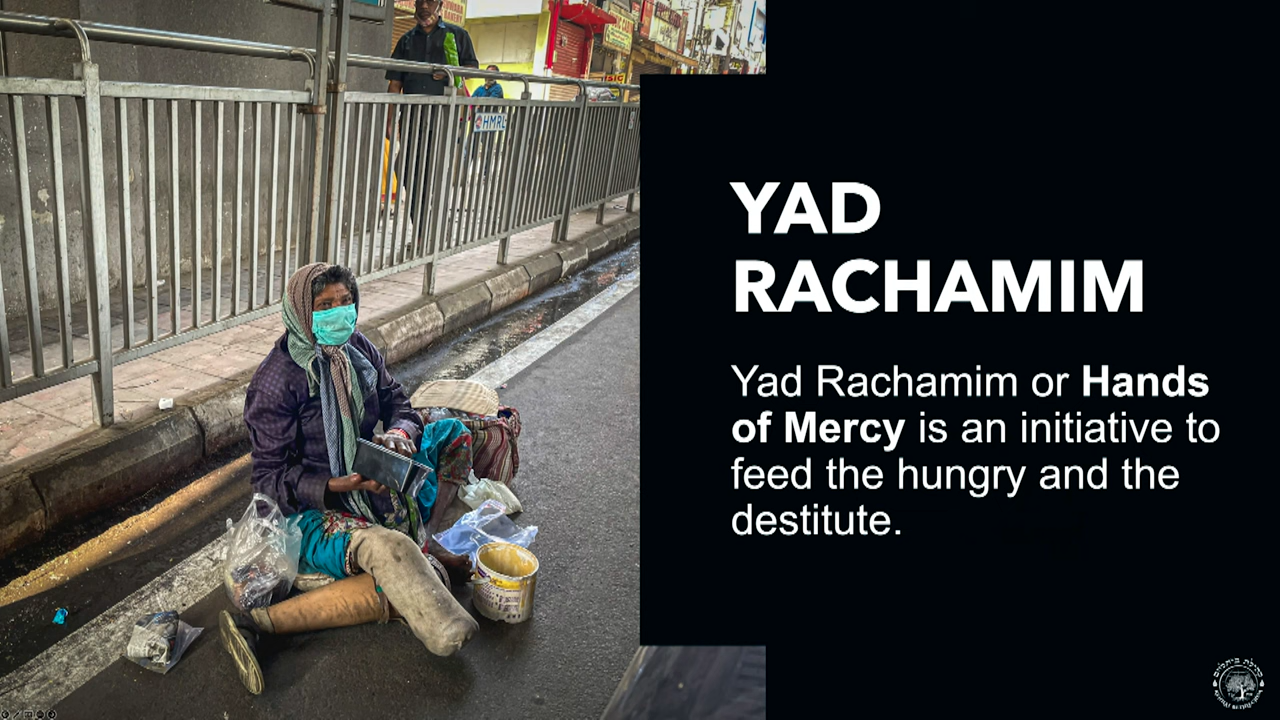 HMRL
YAD
RACHAMIM
Yad Rachamim or Hands
of Mercy is an initiative to
feed the hungry and the
destitute.